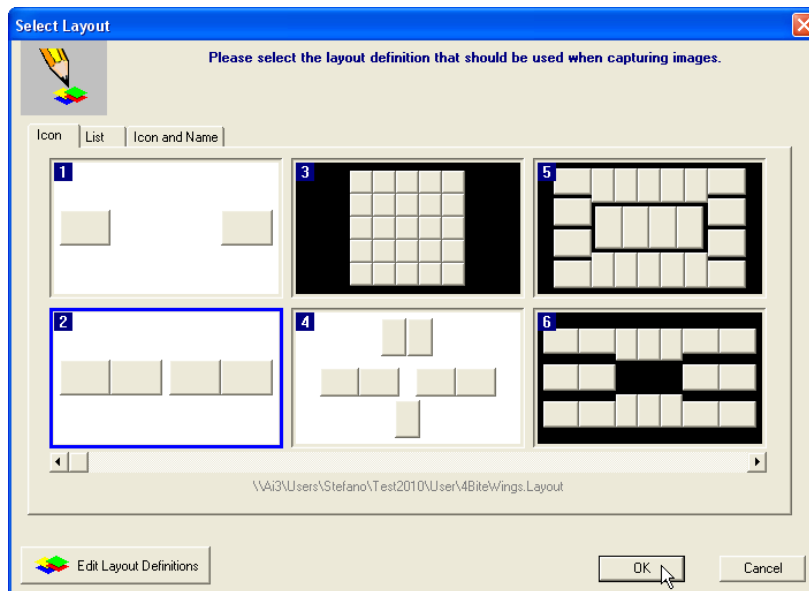 Select Layout
Please select the layout definition that should be used when capturing images.
Icon List Icon and Name
1
3
5
2
4
6
\\Ai3\Users\Stefano\Test2010\User\4BiteWings.Layout
Edit Layout Definitions
OK
Cancel